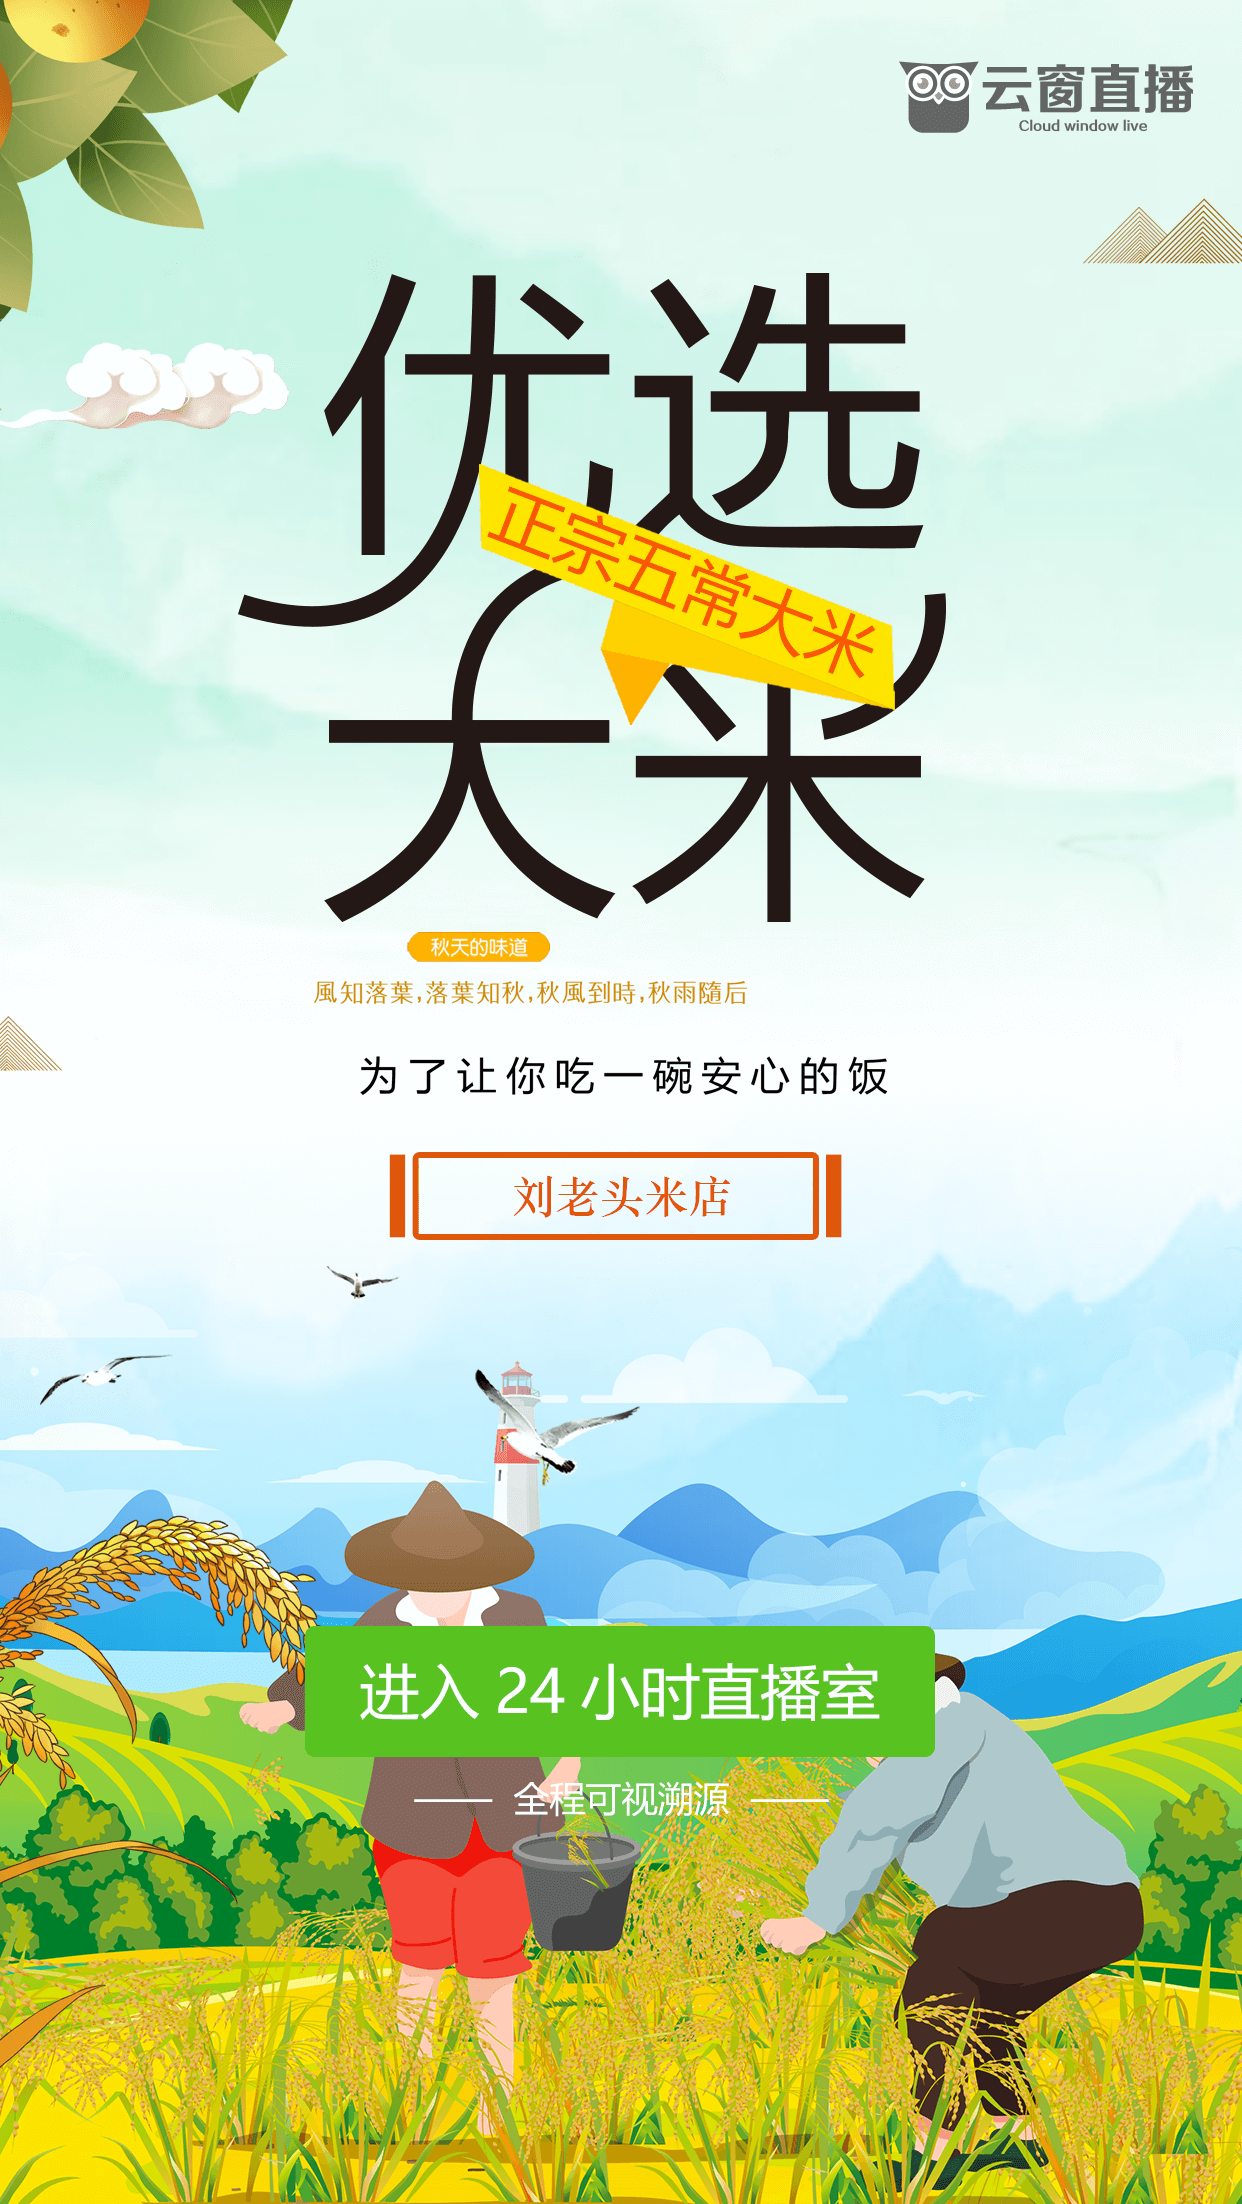 云窗直播
Cloud window live
优选
正宗五常大米
大米
秋天的味道
風知落葉,落葉知秋,秋風到時,秋雨隨后
为了让你吃一碗安心的饭
刘老头米店
进入 24 小时直播室
全程可视溯源